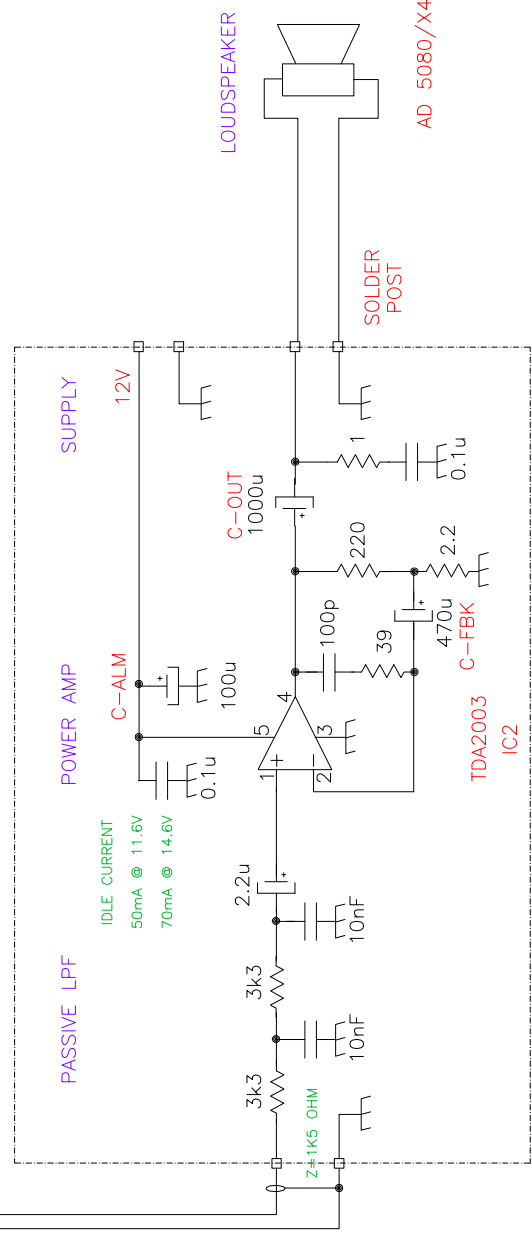 PASSIVE LPF
POWER AMP
SUPPLY
LOUDSPEAKER
IDLE CURRENT
50mA @ 11.6V
70mA @ 14.6V
C-ALM
12V
0.1u
100u
C-OUT
1000u
AD 5080/X4
SOLDER
POST
3k3
3k3
2.2u
1
2
3
4
5
+
−
+
+
+
+
10nF
10nF
Z=1K5 OHM
100p
39
220
470u
C-FBK
2.2
1
0.1u
TDA2003
IC2